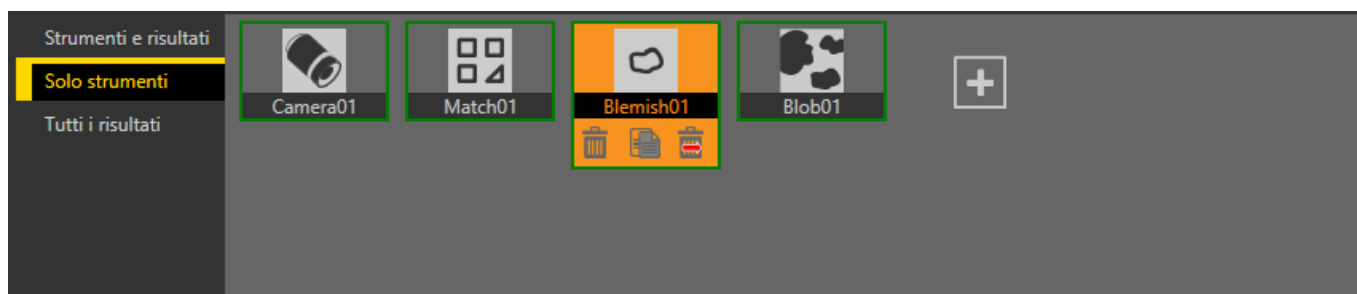 Strumenti e risultati
Solo strumenti
Tutti i risultati
Camera01
Match01
Blemish01
Blob01